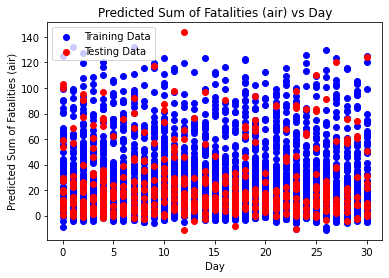 Predicted Sum of Fatalities (air) vs Day
Training Data
Testing Data
Predicted Sum of Fatalities (air)
140
120
100
80
60
40
20
0
0 5 10 15 20 25 30
Day